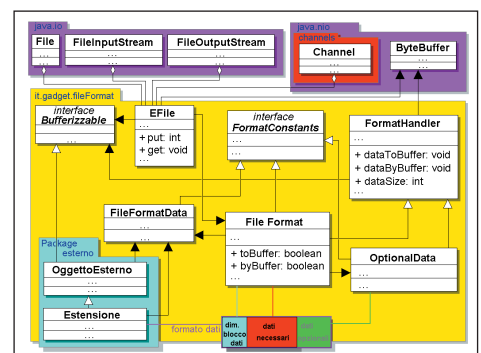 java.io
File
...
...
FileInputStream
...
...
FileOutputStream
...
...
java.nio
channels
Channel
...
...
ByteBuffer
...
...
it.gadget.fileFormat
interface
Bufferizzable
...
...
EFile
...
+ put: int
+ get: void
interface
FormatConstants
...
...
FormatHandler
...
+ dataToBuffer: void
+ dataByBuffer: void
+ dataSize: int
FileFormatData
...
...
File Format
...
...
+ toBuffer: boolean
+ byBuffer: boolean
OptionalData
...
...
Package
esterno
OggettoEsterno
...
...
Estensione
...
...
formato dati
dim.
blocco
dati
dati
necessari